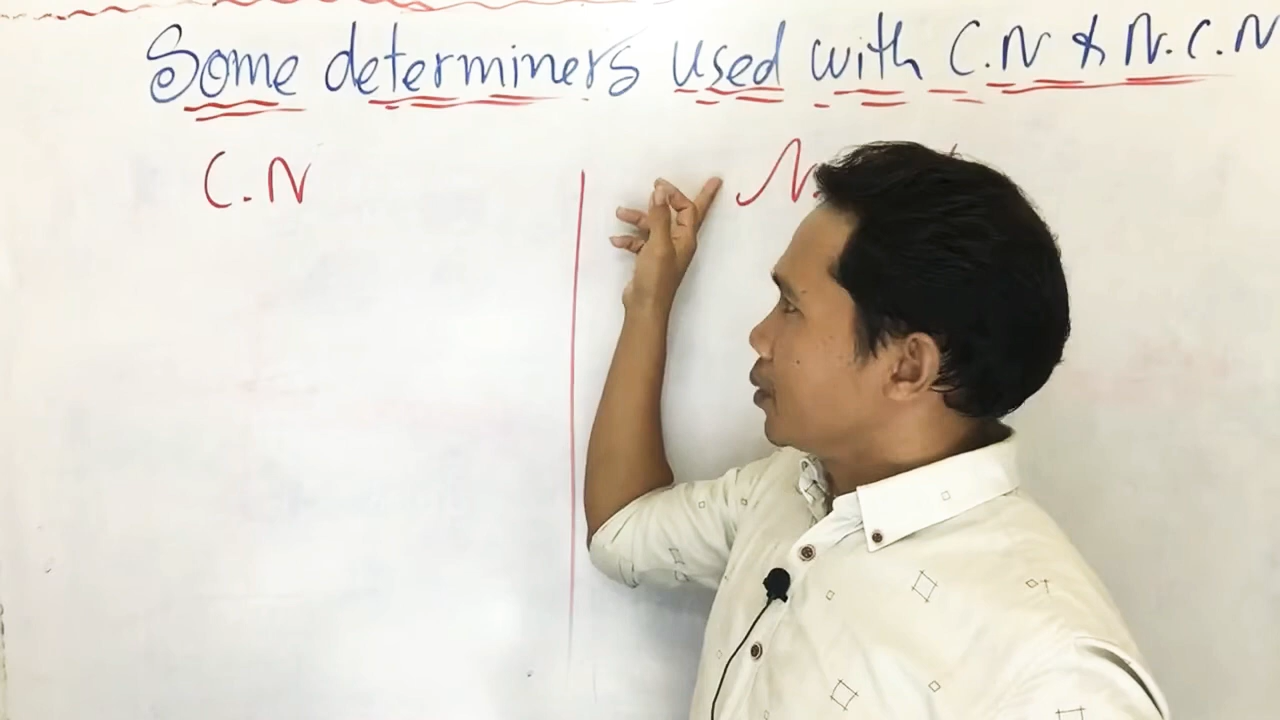 Some determiners used with C.N & N.C.N
C.N
N.